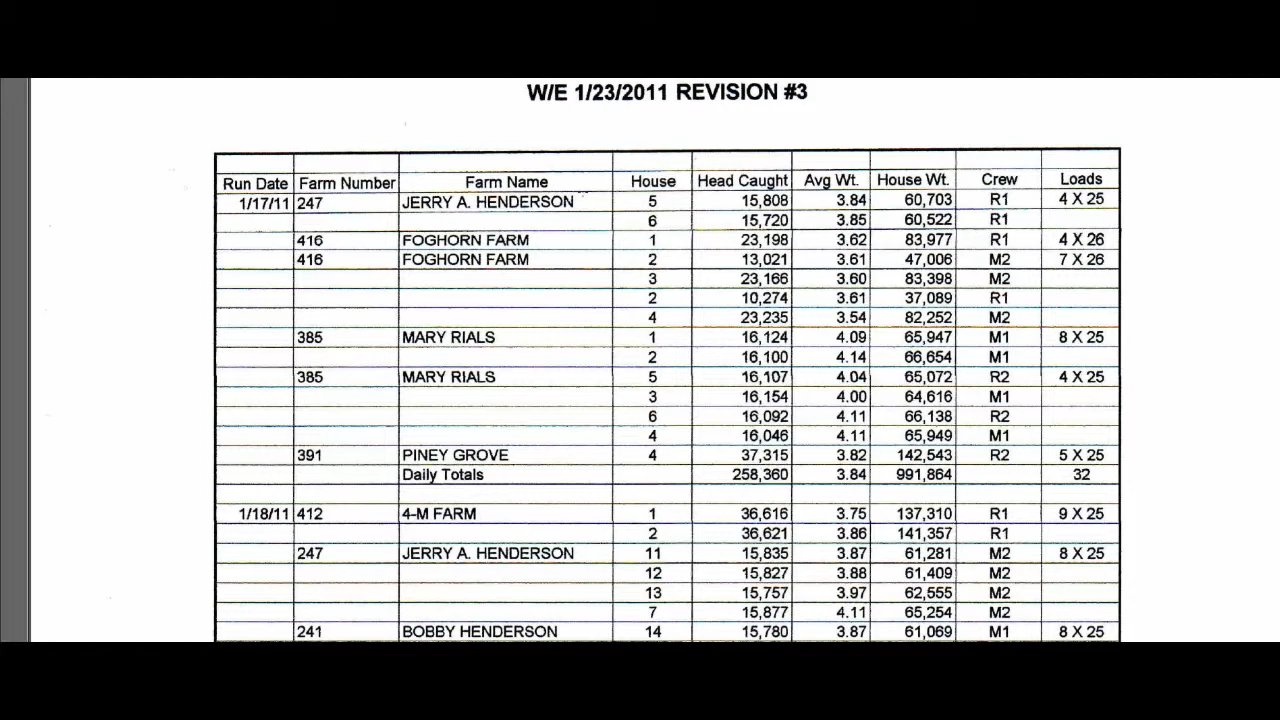 W/E 1/23/2011 REVISION #3
Run Date Farm Number Farm Name House Head Caught Avg Wt. House Wt. Crew Loads
1/17/11 247 JERRY A. HENDERSON 5 15,808 3.84 60,703 R1 4 X 25
6 15,720 3.85 60,522 R1
416 FOGHORN FARM 1 23,198 3.62 83,977 R1 4 X 26
416 FOGHORN FARM 2 13,021 3.61 47,006 M2 7 X 26
3 23,166 3.60 83,398 M2
2 10,274 3.61 37,089 R1
4 23,235 3.54 82,252 M2
385 MARY RIALS 1 16,124 4.09 65,947 M1 8 X 25
2 16,100 4.14 66,654 M1
385 MARY RIALS 5 16,107 4.04 65,072 R2 4 X 25
3 16,154 4.00 64,616 M1
6 16,092 4.11 66,138 R2
4 16,046 4.11 65,949 M1
391 PINEY GROVE 4 37,315 3.82 142,543 R2 5 X 25
Daily Totals 258,360 3.84 991,864 32
1/18/11 412 4-M FARM 1 36,616 3.75 137,310 R1 9 X 25
2 36,621 3.86 141,357 R1
247 JERRY A. HENDERSON 11 15,835 3.87 61,281 M2 8 X 25
12 15,827 3.88 61,409 M2
13 15,757 3.97 62,555 M2
7 15,877 4.11 65,254 M2
241 BOBBY HENDERSON 14 15,780 3.87 61,069 M1 8 X 25